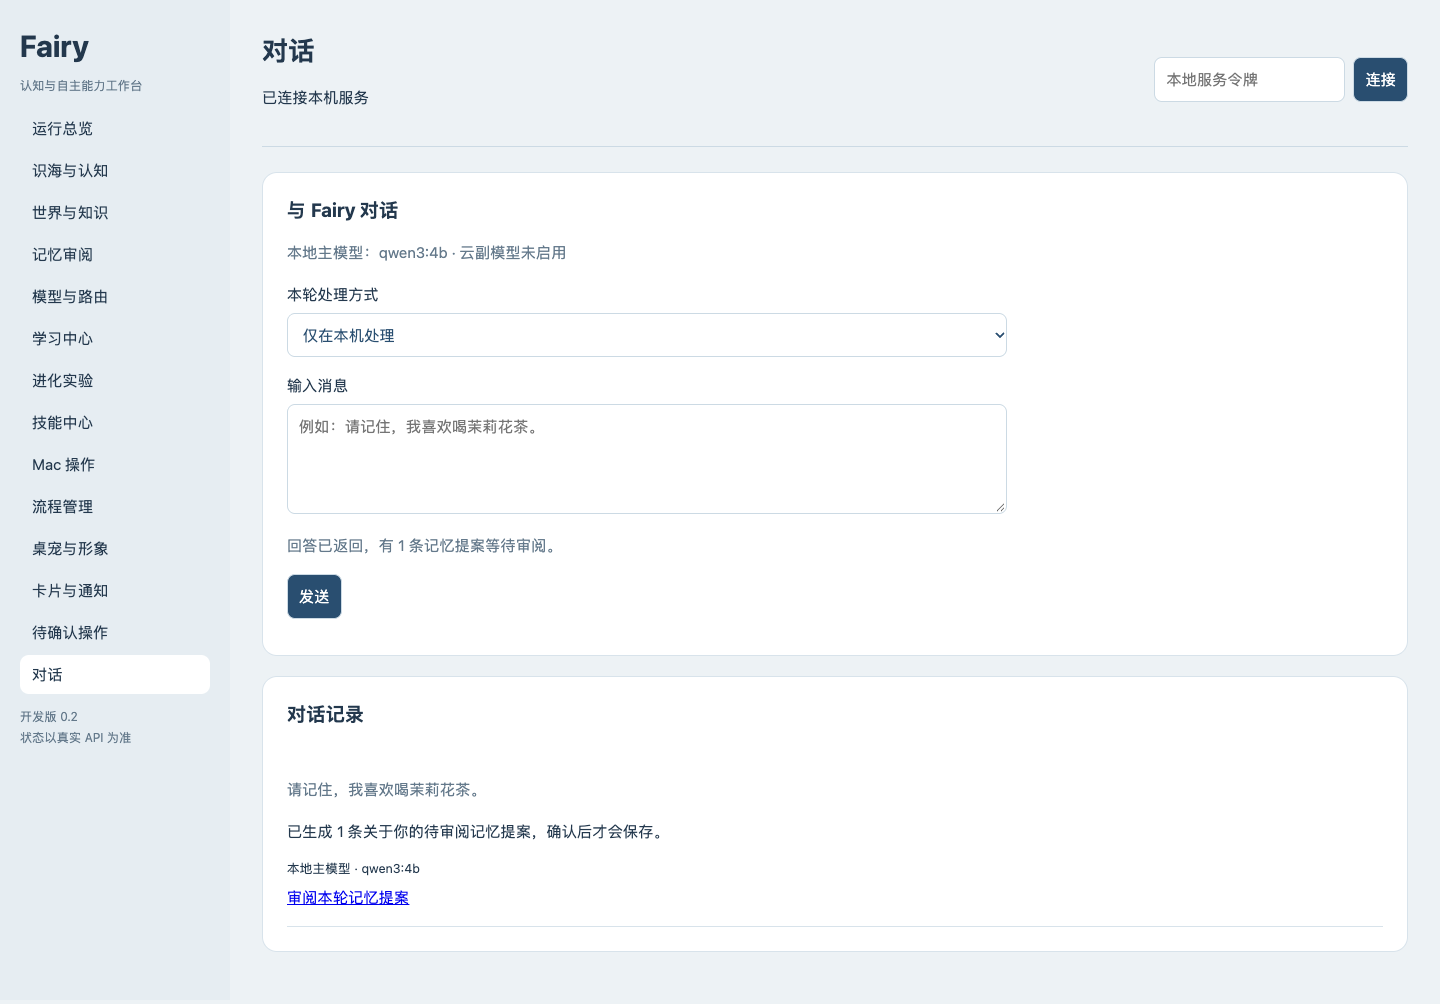 Fairy
认知与自主能力工作台
运行总览
识海与认知
世界与知识
记忆审阅
模型与路由
学习中心
进化实验
技能中心
Mac 操作
流程管理
桌宠与形象
卡片与通知
待确认操作
对话
开发版 0.2
状态以真实 API 为准
对话
已连接本机服务
本地服务令牌
连接
与 Fairy 对话
本地主模型：qwen3:4b · 云副模型未启用
本轮处理方式
仅在本机处理
输入消息
例如：请记住，我喜欢喝茉莉花茶。
回答已返回，有 1 条记忆提案等待审阅。
发送
对话记录
请记住，我喜欢喝茉莉花茶。
已生成 1 条关于你的待审阅记忆提案，确认后才会保存。
本地主模型 · qwen3:4b
审阅本轮记忆提案